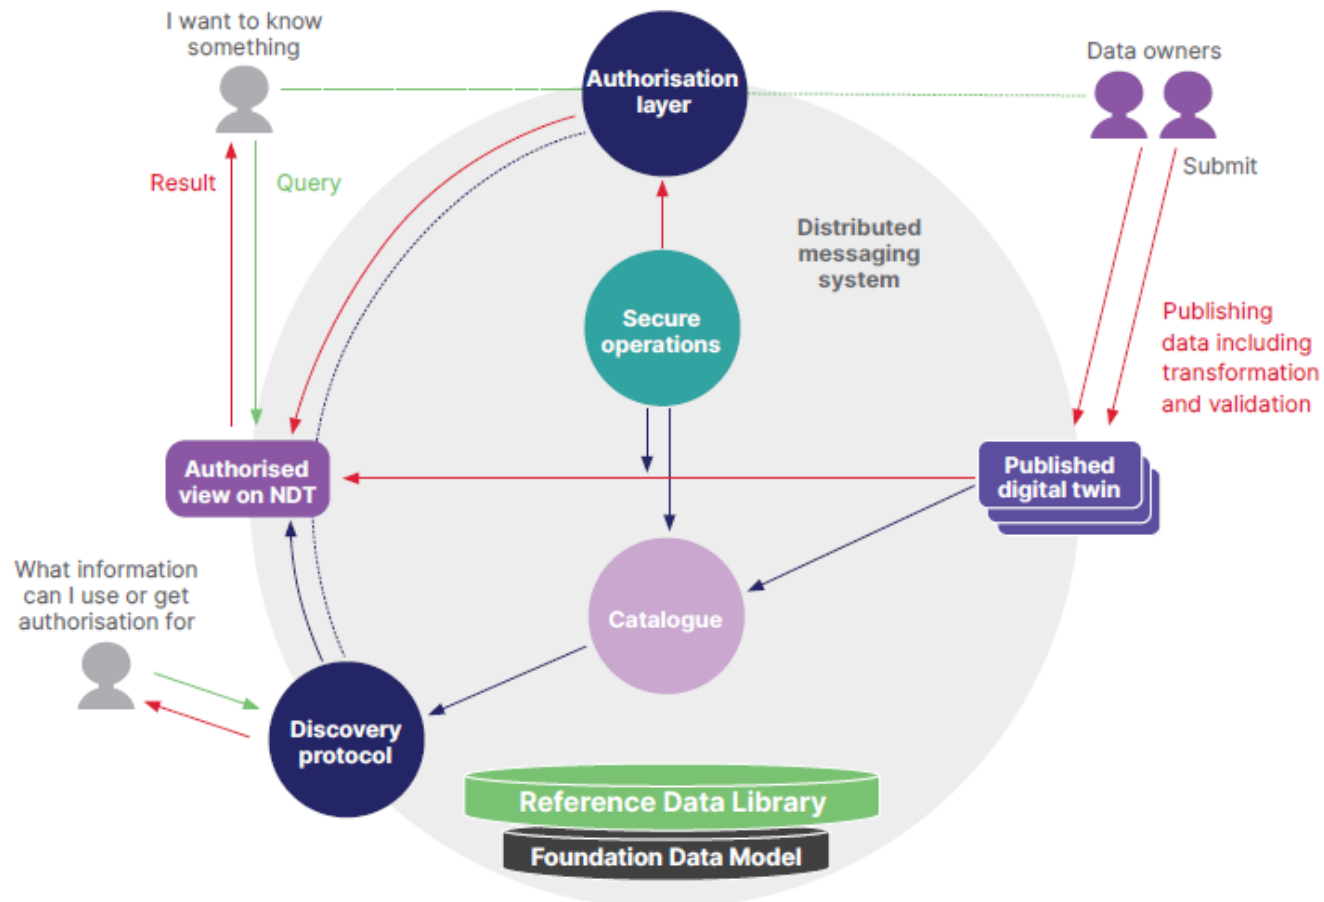 I want to know
something
Authorisation
layer
Data owners
Result
Query
Submit
Distributed
messaging
system
Secure
operations
Publishing
data including
transformation
and validation
Authorised
view on NDT
Published
digital twin
What information
can I use or get
authorisation for
Catalogue
Discovery
protocol
Reference Data Library
Foundation Data Model